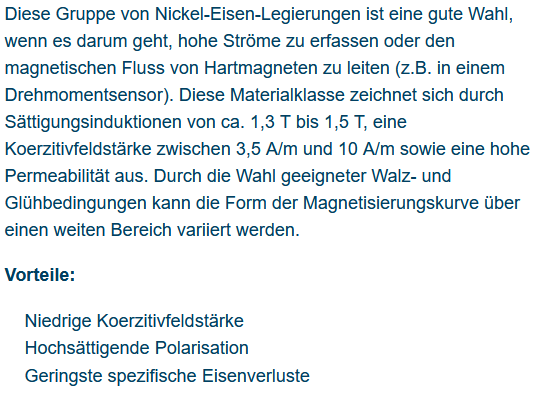 Diese Gruppe von Nickel-Eisen-Legierungen ist eine gute Wahl,
wenn es darum geht, hohe Ströme zu erfassen oder den
magnetischen Fluss von Hartmagneten zu leiten (z.B. in einem
Drehmomentsensor). Diese Materialklasse zeichnet sich durch
Sättigungsinduktionen von ca. 1,3 T bis 1,5 T, eine
Koerzitivfeldstärke zwischen 3,5 A/m und 10 A/m sowie eine hohe
Permeabilität aus. Durch die Wahl geeigneter Walz- und
Glühbedingungen kann die Form der Magnetisierungskurve über
einen weiten Bereich variiert werden.
Vorteile:
Niedrige Koerzitivfeldstärke
Hochsättigende Polarisation
Geringste spezifische Eisenverluste